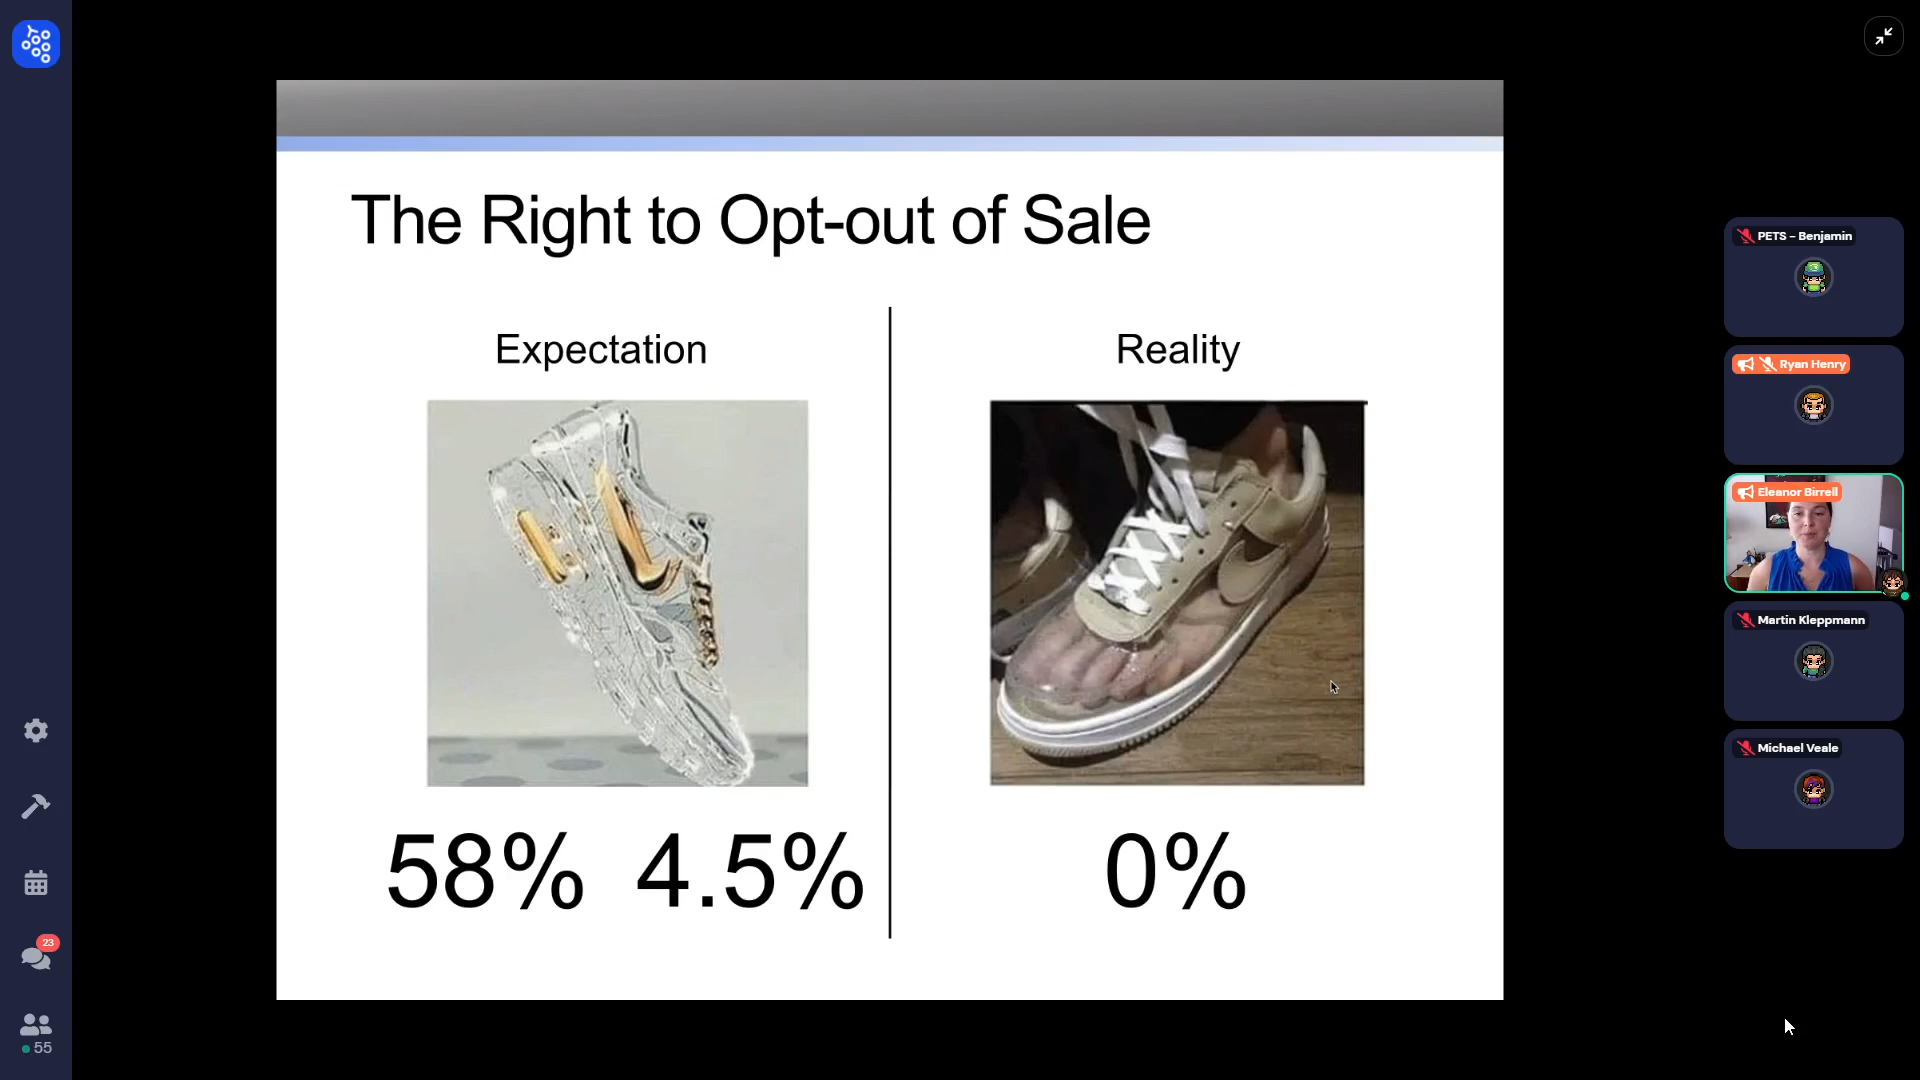 The Right to Opt-out of Sale
Expectation
Reality
58% 4.5%
0%
PETS – Benjamin
Ryan Henry
Eleanor Birrell
Martin Kleppmann
Michael Veale
23
55